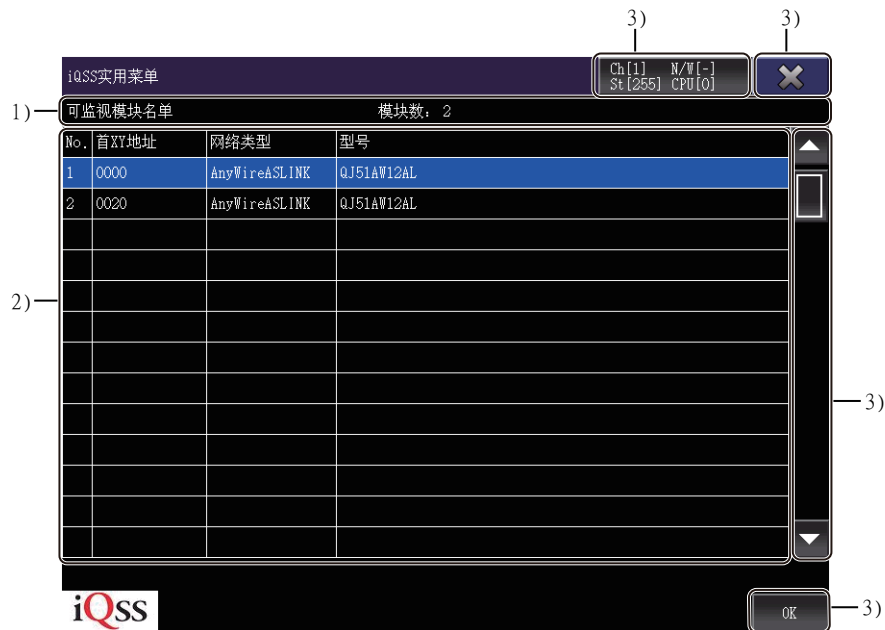 3) 3)
iQSS实用菜单 Ch[1] N/W[-]
St[255] CPU[0]
1) 可监视模块名单 模块数: 2
No. 首XY地址 网络类型 型号
1 0000 AnyWireASLINK QJ51AW12AL
2 0020 AnyWireASLINK QJ51AW12AL
2)
3)
iQss OK 3)